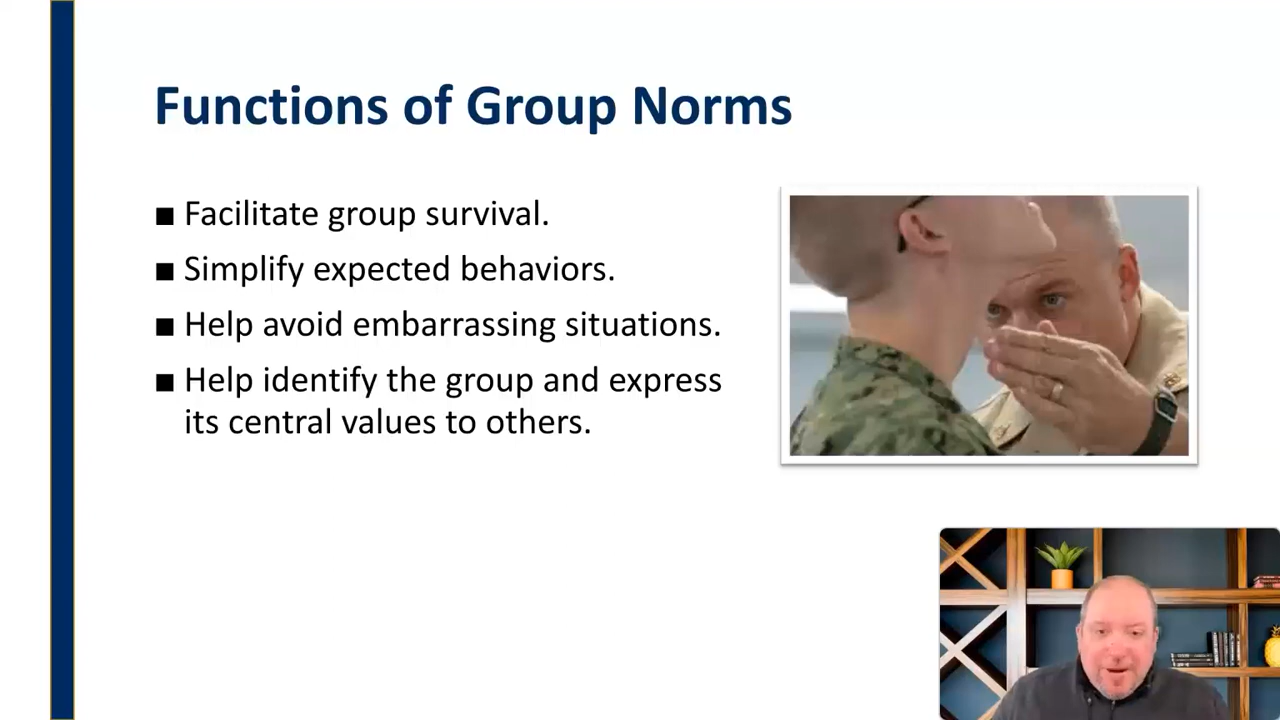 Functions of Group Norms
■ Facilitate group survival.
■ Simplify expected behaviors.
■ Help avoid embarrassing situations.
■ Help identify the group and express
its central values to others.